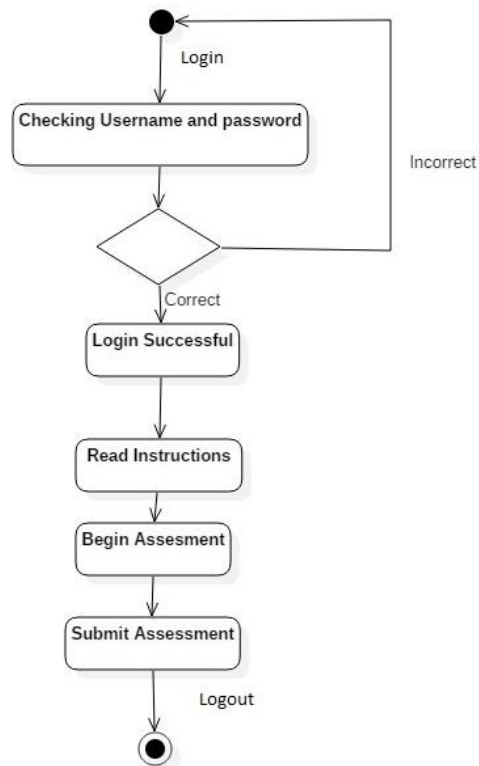 Login
Checking Username and password
Incorrect
Correct
Login Successful
Read Instructions
Begin Assesment
Submit Assessment
Logout